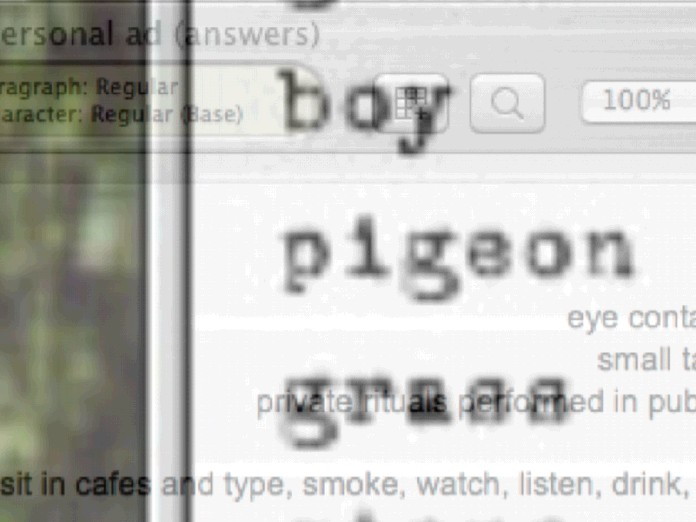 ersonal ad (answers)
ragraph: Regular
aracter: Regular (Base)
boy
100%
pigeon
eye conta
small ta
grass
private rituals performed in pub
sit in cafes and type, smoke, watch, listen, drink,